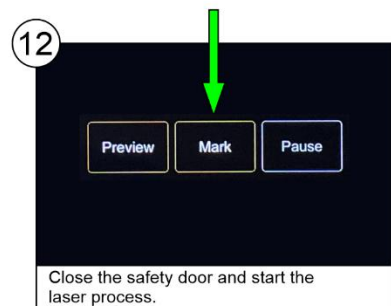 12
Preview Mark Pause
Close the safety door and start the
laser process.